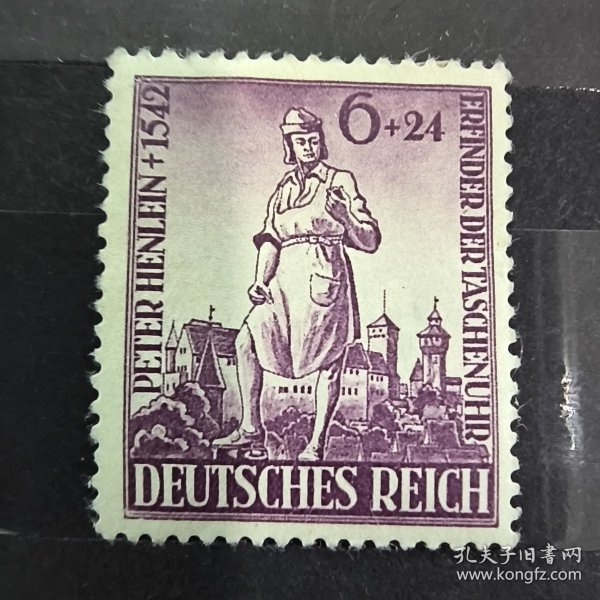 PETER HENLEIN + 1542
6+24
ERFINDER DER TASCHENUHR
DEUTSCHES REICH
孔夫子旧书网
www.kongfz.com